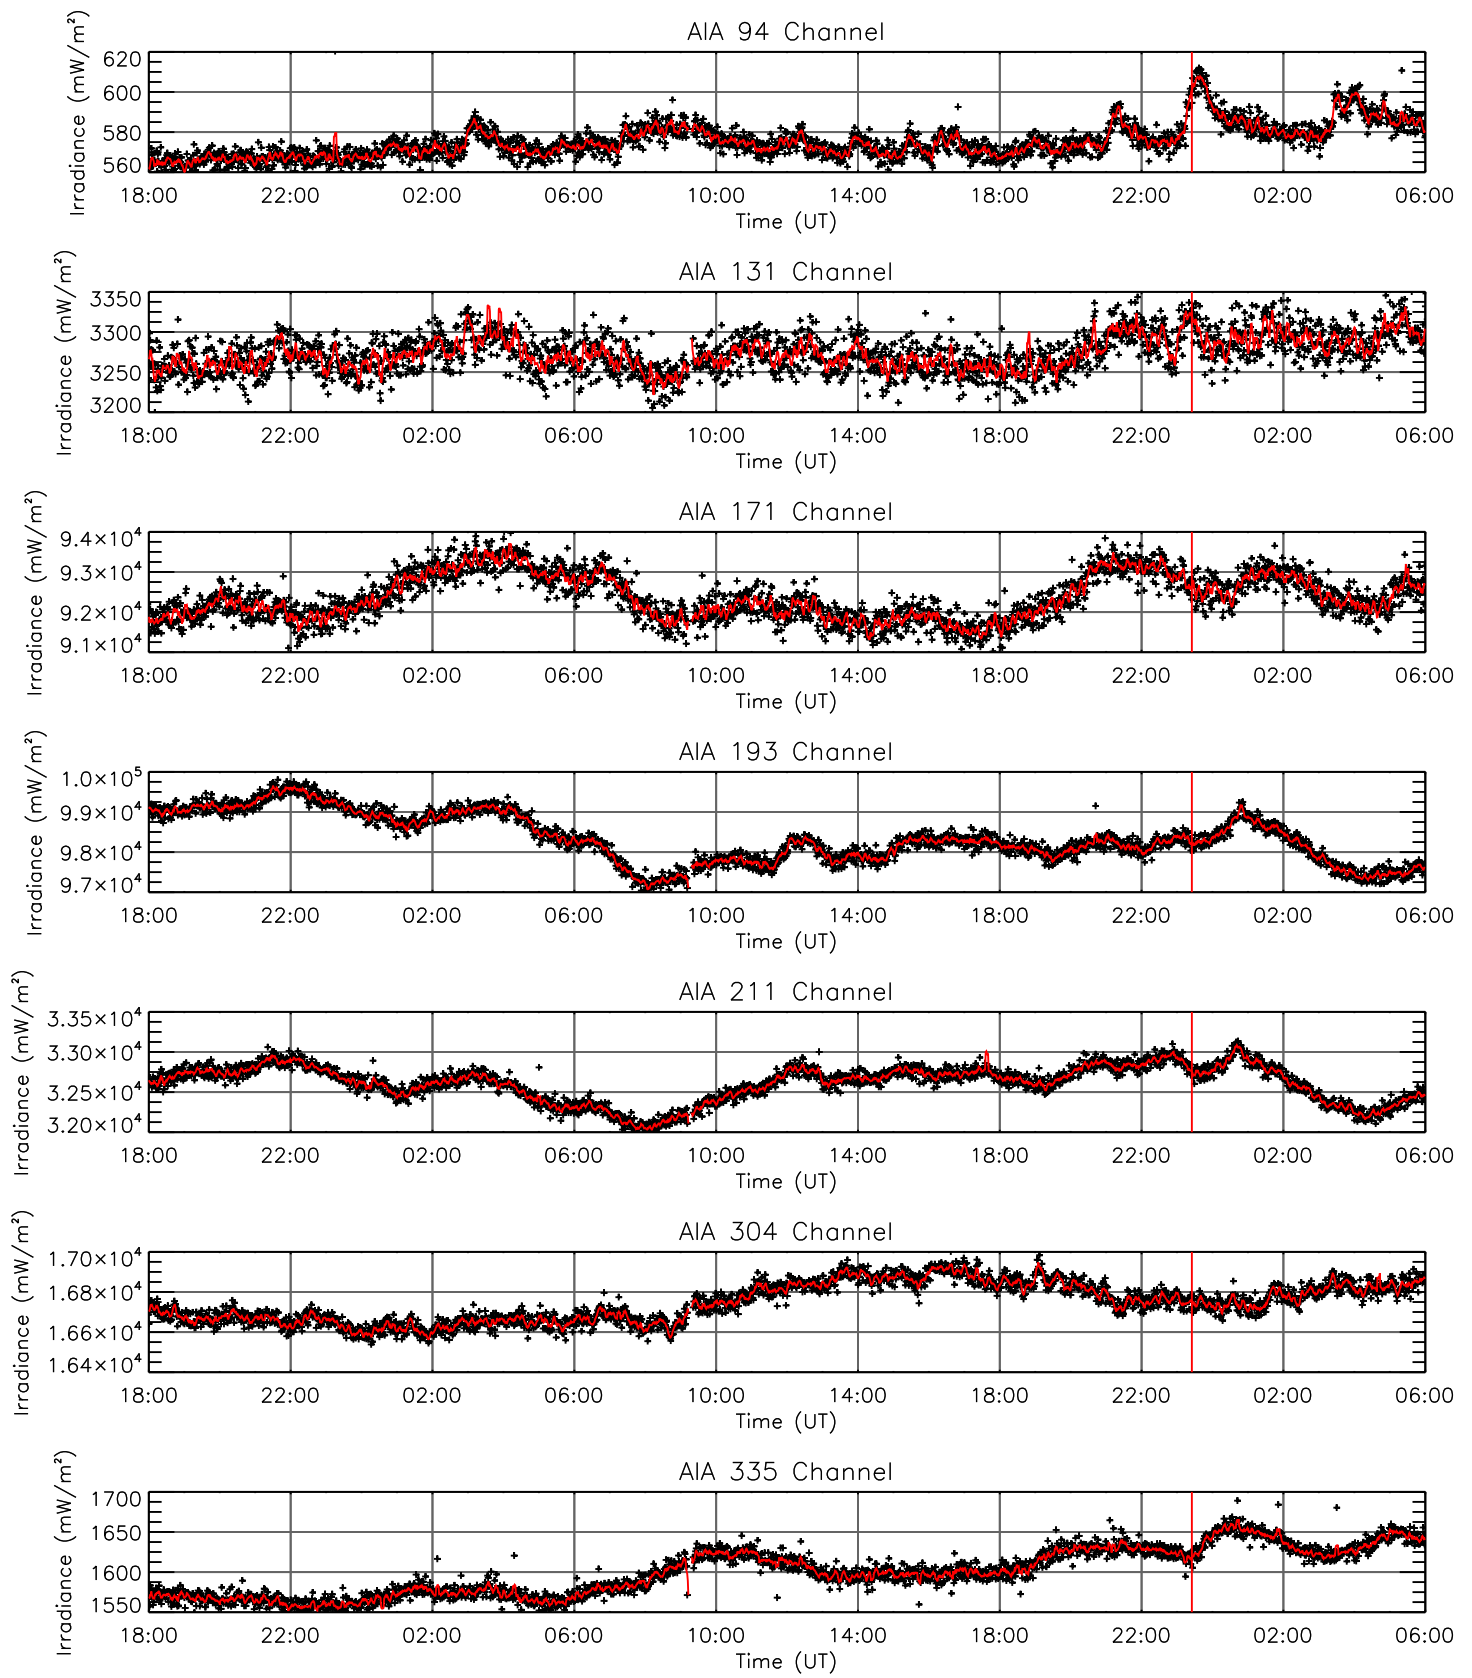 AIA 94 Channel
Irradiance (mW/m²)
620
600
580
560
18:00 22:00 02:00 06:00 10:00 14:00 18:00 22:00 02:00 06:00
Time (UT)
AIA 131 Channel
Irradiance (mW/m²)
3350
3300
3250
3200
18:00 22:00 02:00 06:00 10:00 14:00 18:00 22:00 02:00 06:00
Time (UT)
AIA 171 Channel
Irradiance (mW/m²)
9.4×10⁴
9.3×10⁴
9.2×10⁴
9.1×10⁴
18:00 22:00 02:00 06:00 10:00 14:00 18:00 22:00 02:00 06:00
Time (UT)
AIA 193 Channel
Irradiance (mW/m²)
1.0×10⁵
9.9×10⁴
9.8×10⁴
9.7×10⁴
18:00 22:00 02:00 06:00 10:00 14:00 18:00 22:00 02:00 06:00
Time (UT)
AIA 211 Channel
Irradiance (mW/m²)
3.35×10⁴
3.30×10⁴
3.25×10⁴
3.20×10⁴
18:00 22:00 02:00 06:00 10:00 14:00 18:00 22:00 02:00 06:00
Time (UT)
AIA 304 Channel
Irradiance (mW/m²)
1.70×10⁴
1.68×10⁴
1.66×10⁴
1.64×10⁴
18:00 22:00 02:00 06:00 10:00 14:00 18:00 22:00 02:00 06:00
Time (UT)
AIA 335 Channel
Irradiance (mW/m²)
1700
1650
1600
1550
18:00 22:00 02:00 06:00 10:00 14:00 18:00 22:00 02:00 06:00
Time (UT)